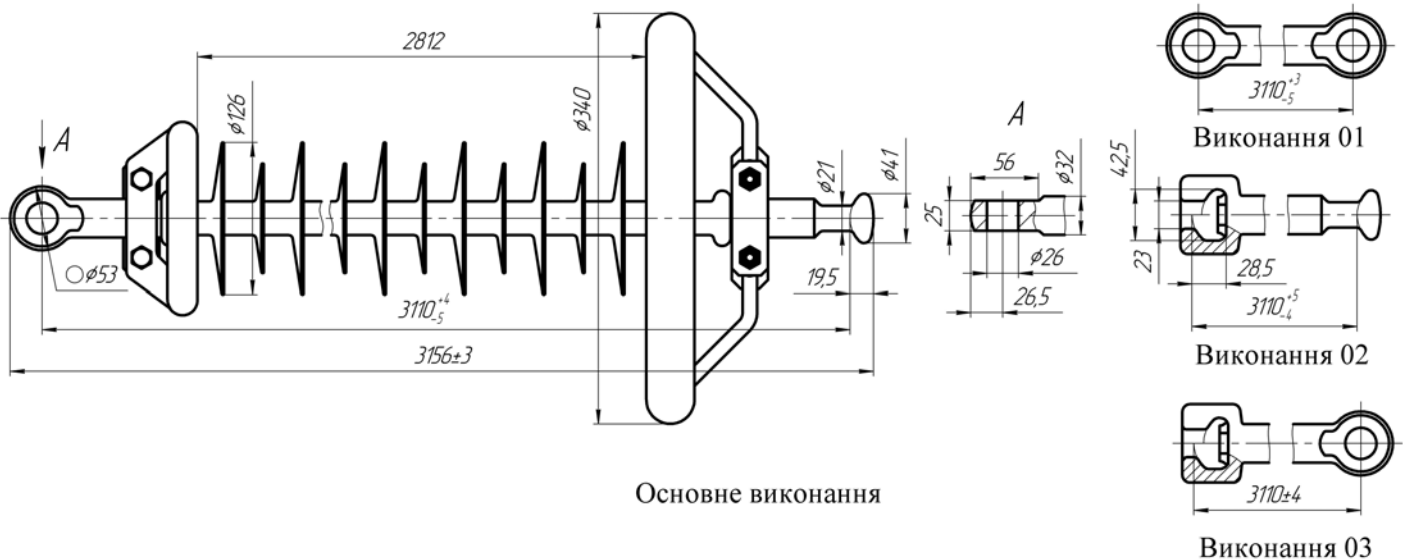 2812
ϕ126
ϕ340
А
ϕ21
ϕ41
○ϕ53
19,5
3110 +4 -5
3156±3
А
56
ϕ32
25
ϕ26
26,5
3110 +3 -5
Виконання 01
42,5
23
28,5
3110 +5 -4
Виконання 02
3110±4
Виконання 03
Основне виконання